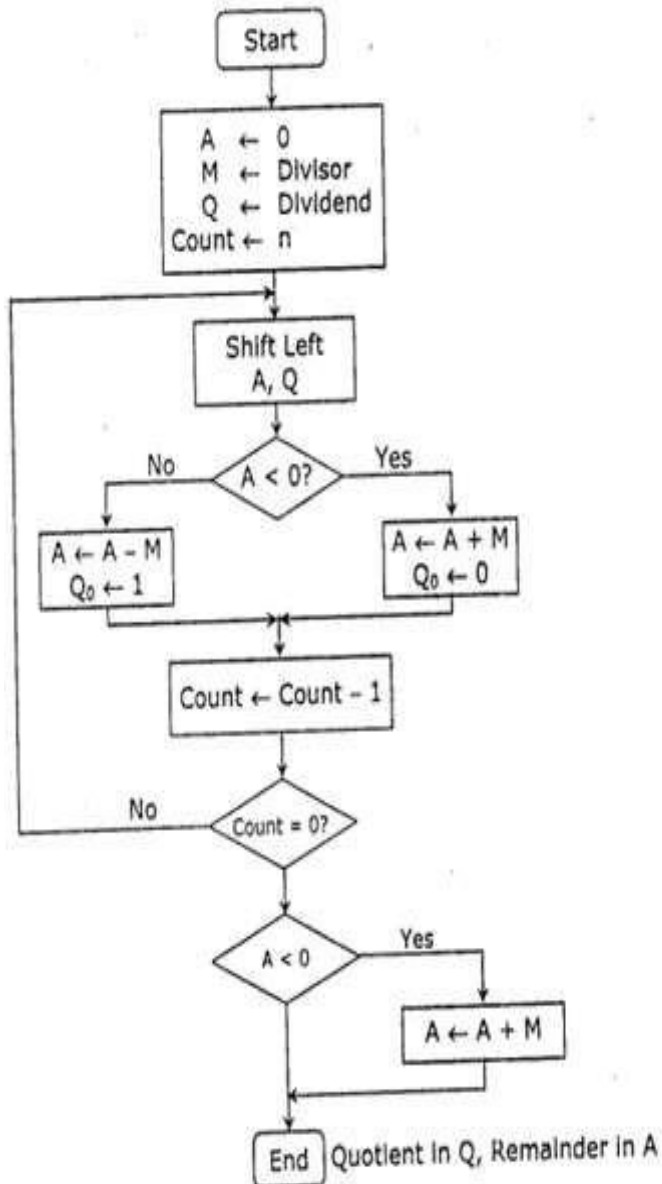 Start
A ← 0
M ← Divisor
Q ← Dividend
Count ← n
Shift Left
A, Q
No
A < 0?
Yes
A ← A – M
Q₀ ← 1
A ← A + M
Q₀ ← 0
Count ← Count – 1
No
Count = 0?
A < 0
Yes
A ← A + M
End
Quotient in Q, Remainder in A